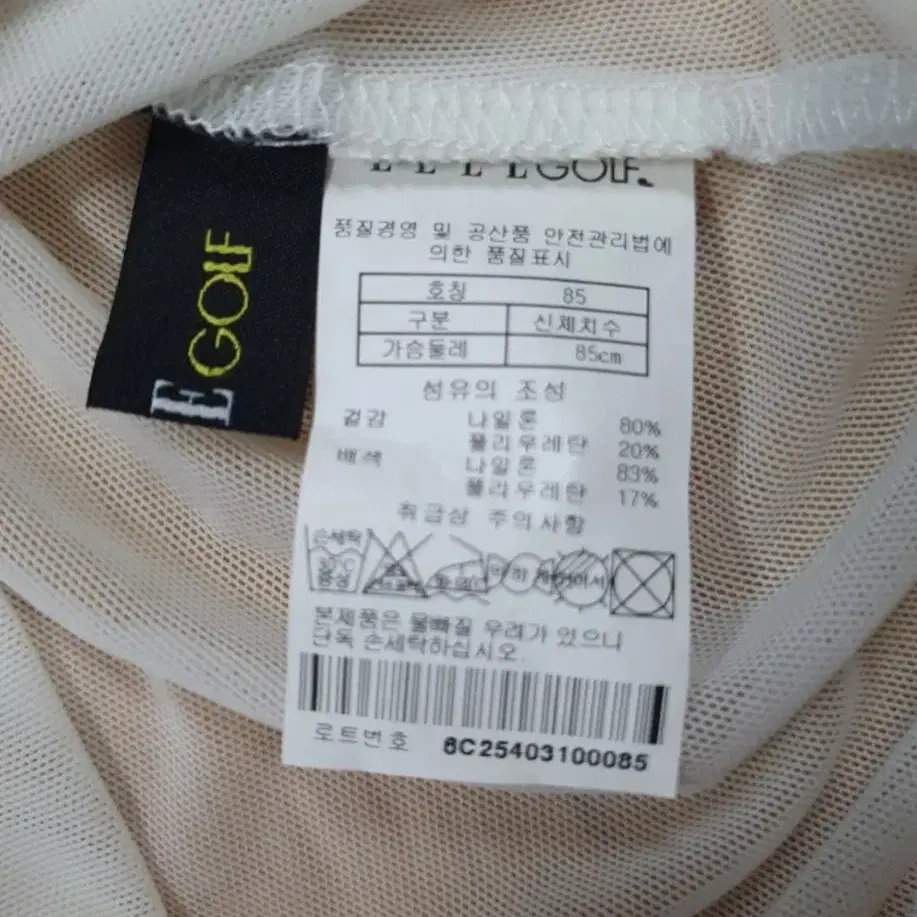 E GOLF
ELLE GOLF
품질경영 및 공산품 안전관리법에
의한 품질표시
호칭 85
구분 신체치수
가슴둘레 85cm
섬유의 조성
겉감 나일론 80%
폴리우레탄 20%
배색 나일론 83%
폴리우레탄 17%
취급상 주의사항
손세탁 30℃ 중성 약하게
본제품은 물빠질 우려가 있으니
단독 손세탁하십시오.
로트번호 8C25403100085